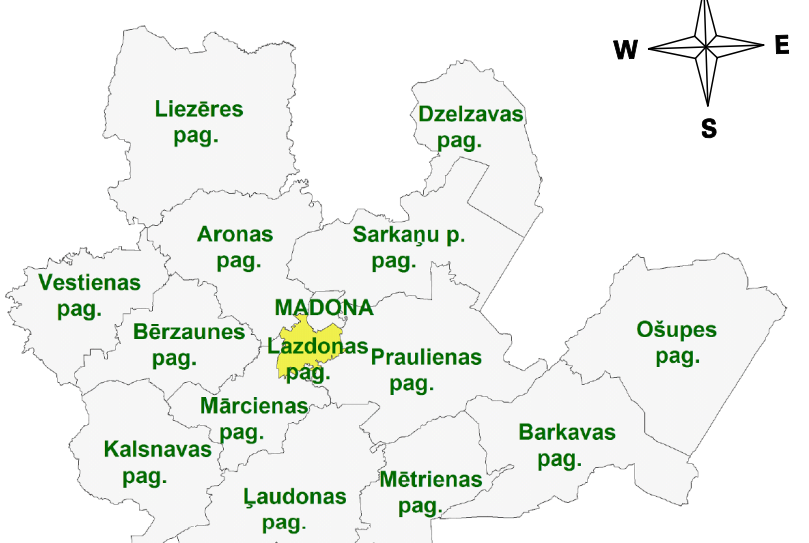 W E
S
Liezēres
pag.
Dzelzavas
pag.
Aronas
pag.
Sarkaņu p.
pag.
Vestienas
pag.
MADONA
Bērzaunes
pag.
Lazdonas
pag.
Praulienas
pag.
Ošupes
pag.
Mārcienas
pag.
Kalsnavas
pag.
Barkavas
pag.
Ļaudonas
pag.
Mētrienas
pag.